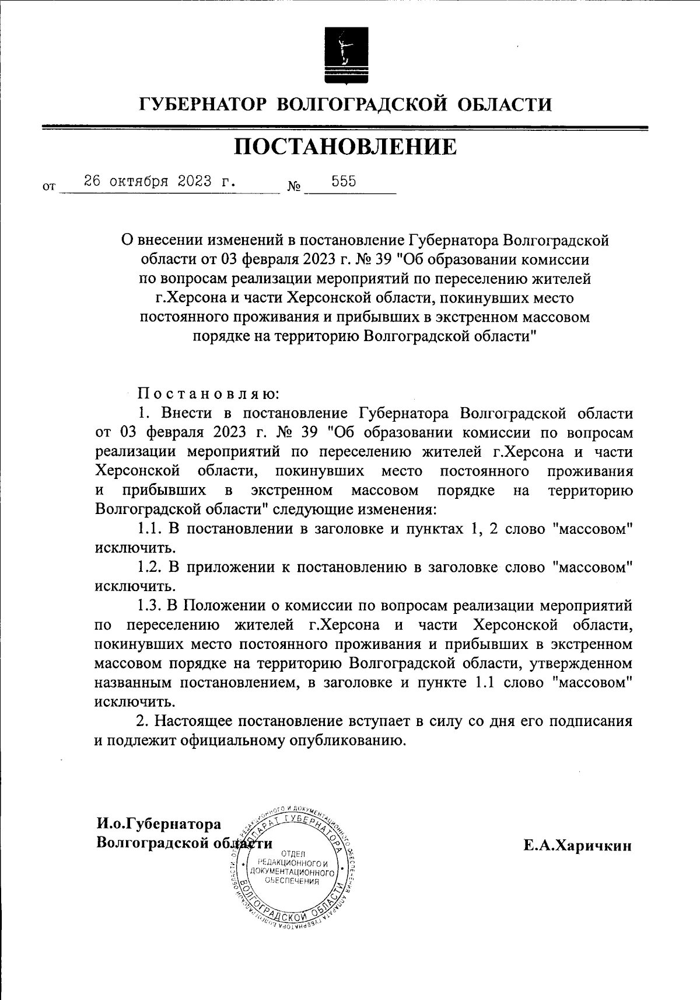 ГУБЕРНАТОР ВОЛГОГРАДСКОЙ ОБЛАСТИ
ПОСТАНОВЛЕНИЕ
от 26 октября 2023 г. № 555
О внесении изменений в постановление Губернатора Волгоградской
области от 03 февраля 2023 г. № 39 "Об образовании комиссии
по вопросам реализации мероприятий по переселению жителей
г.Херсона и части Херсонской области, покинувших место
постоянного проживания и прибывших в экстренном массовом
порядке на территорию Волгоградской области"
Постановляю:
1. Внести в постановление Губернатора Волгоградской области
от 03 февраля 2023 г. № 39 "Об образовании комиссии по вопросам
реализации мероприятий по переселению жителей г.Херсона и части
Херсонской области, покинувших место постоянного проживания
и прибывших в экстренном массовом порядке на территорию
Волгоградской области" следующие изменения:
1.1. В постановлении в заголовке и пунктах 1, 2 слово "массовом"
исключить.
1.2. В приложении к постановлению в заголовке слово "массовом"
исключить.
1.3. В Положении о комиссии по вопросам реализации мероприятий
по переселению жителей г.Херсона и части Херсонской области,
покинувших место постоянного проживания и прибывших в экстренном
массовом порядке на территорию Волгоградской области, утвержденном
названным постановлением, в заголовке и пункте 1.1 слово "массовом"
исключить.
2. Настоящее постановление вступает в силу со дня его подписания
и подлежит официальному опубликованию.
И.о.Губернатора
Волгоградской области
Е.А.Харичкин
АППАРАТ ГУБЕРНАТОРА
ВОЛГОГРАДСКОЙ ОБЛАСТИ
ОТДЕЛ
РЕДАКЦИОННОГО И
ДОКУМЕНТАЦИОННОГО
ОБЕСПЕЧЕНИЯ